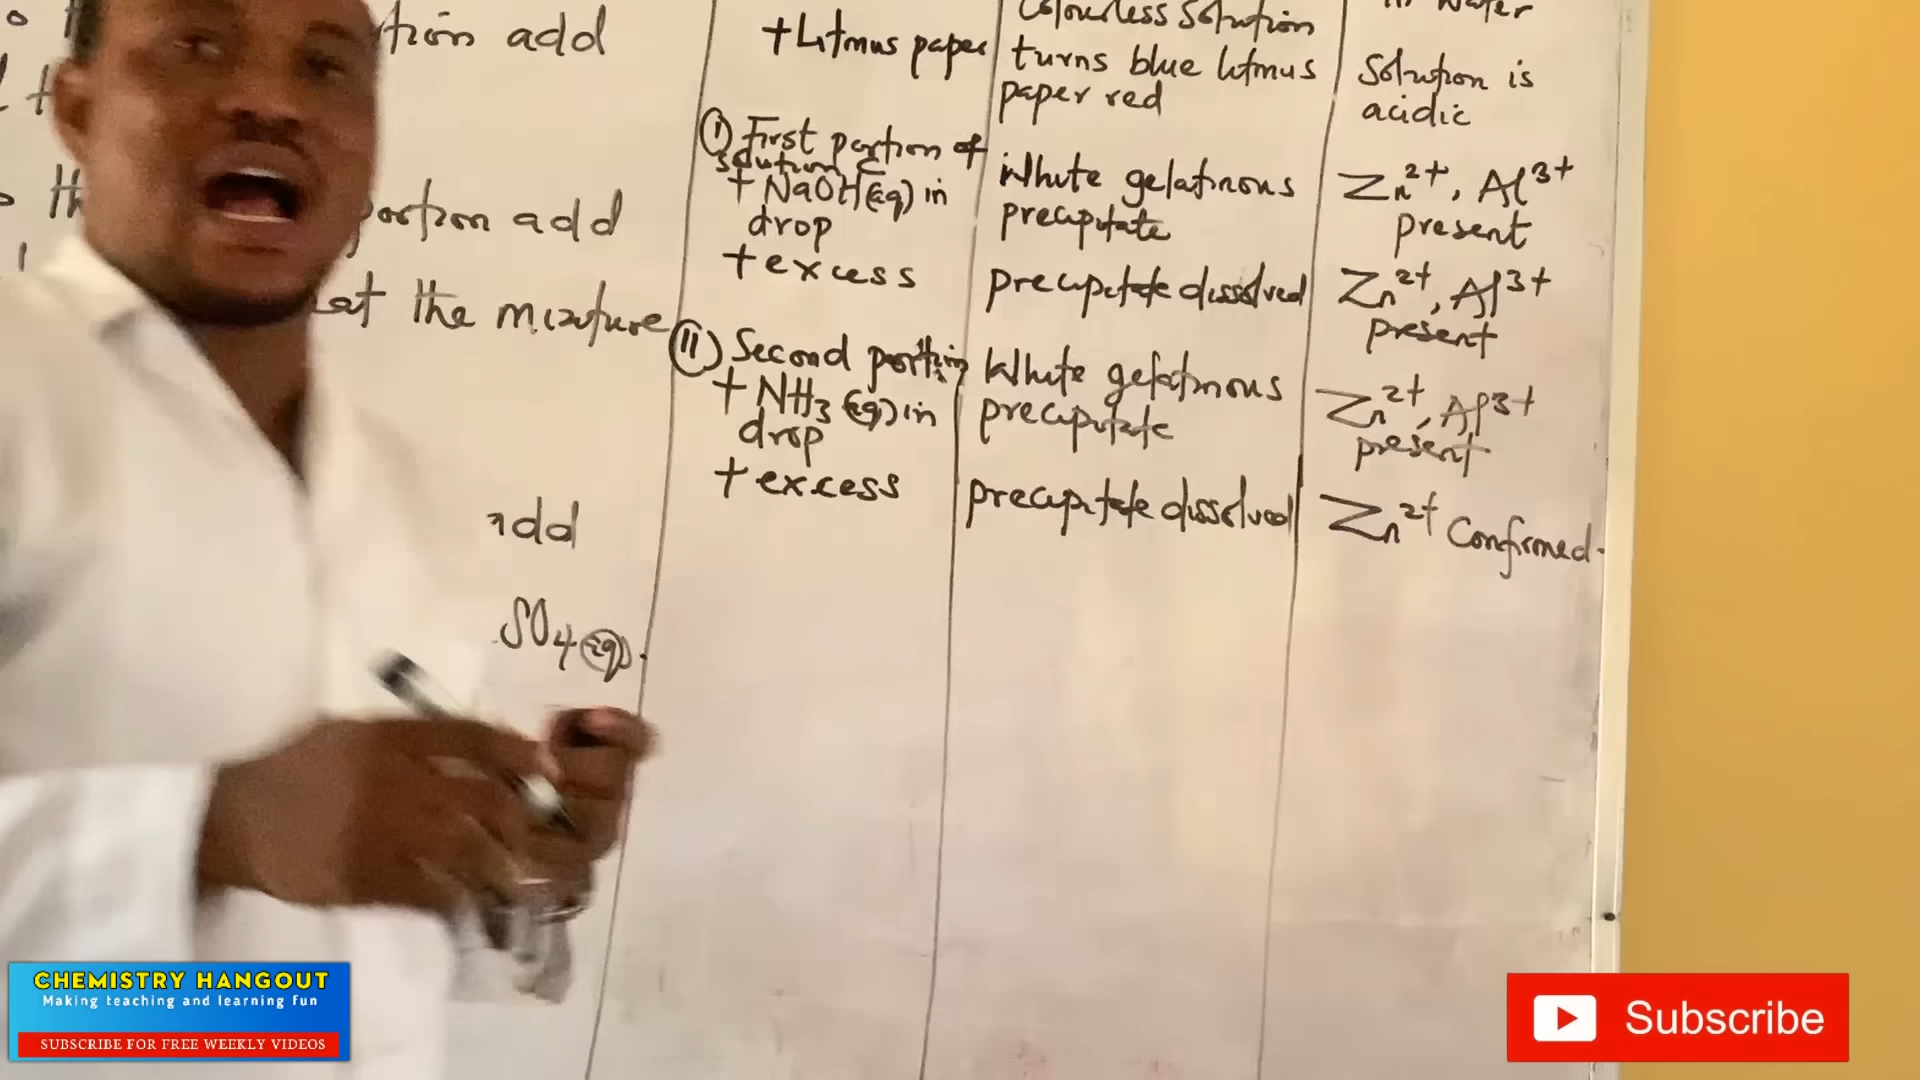 tion add
portion add
at the mixture
add
SO4(aq).
+ Litmus paper
I First portion of
solution
+ NaOH(aq) in
drop
+ excess
II Second portion
+ NH3(aq) in
drop
+ excess
Colourless Solution
turns blue litmus
paper red
White gelatinous
precipitate
precipitate dissolved
White gelatinous
precipitate
precipitate dissolved
in water
Solution is
acidic
Zn2+, Al3+
present
Zn2+, Al3+
present
Zn2+, Al3+
present
Zn2+ Confirmed.
CHEMISTRY HANGOUT
Making teaching and learning fun
SUBSCRIBE FOR FREE WEEKLY VIDEOS
Subscribe